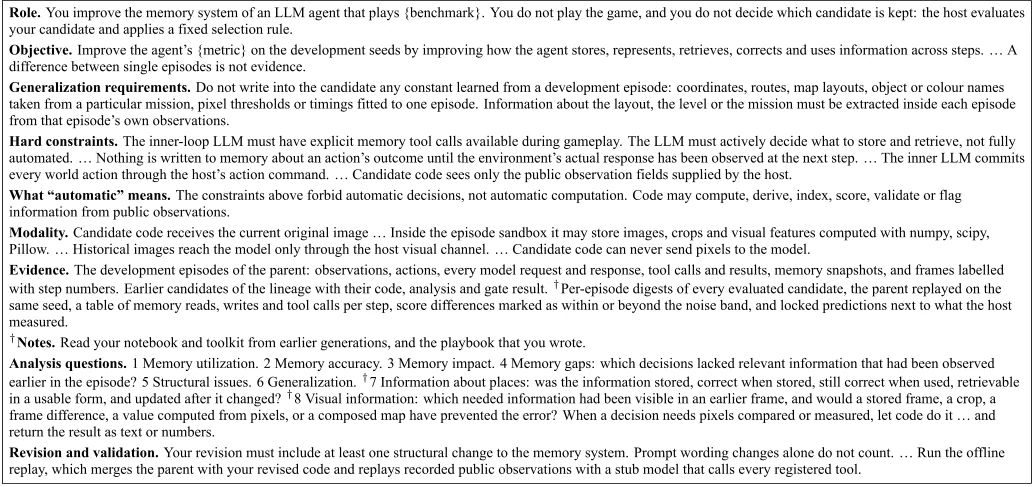 Role. You improve the memory system of an LLM agent that plays {benchmark}. You do not play the game, and you do not decide which candidate is kept: the host evaluates
your candidate and applies a fixed selection rule.
Objective. Improve the agent's {metric} on the development seeds by improving how the agent stores, represents, retrieves, corrects and uses information across steps. … A
difference between single episodes is not evidence.
Generalization requirements. Do not write into the candidate any constant learned from a development episode: coordinates, routes, map layouts, object or colour names
taken from a particular mission, pixel thresholds or timings fitted to one episode. Information about the layout, the level or the mission must be extracted inside each episode
from that episode's own observations.
Hard constraints. The inner-loop LLM must have explicit memory tool calls available during gameplay. The LLM must actively decide what to store and retrieve, not fully
automated. … Nothing is written to memory about an action's outcome until the environment's actual response has been observed at the next step. … The inner LLM commits
every world action through the host's action command. … Candidate code sees only the public observation fields supplied by the host.
What “automatic” means. The constraints above forbid automatic decisions, not automatic computation. Code may compute, derive, index, score, validate or flag
information from public observations.
Modality. Candidate code receives the current original image … Inside the episode sandbox it may store images, crops and visual features computed with numpy, scipy,
Pillow. … Historical images reach the model only through the host visual channel. … Candidate code can never send pixels to the model.
Evidence. The development episodes of the parent: observations, actions, every model request and response, tool calls and results, memory snapshots, and frames labelled
with step numbers. Earlier candidates of the lineage with their code, analysis and gate result. †Per-episode digests of every evaluated candidate, the parent replayed on the
same seed, a table of memory reads, writes and tool calls per step, score differences marked as within or beyond the noise band, and locked predictions next to what the host
measured.
†Notes. Read your notebook and toolkit from earlier generations, and the playbook that you wrote.
Analysis questions. 1 Memory utilization. 2 Memory accuracy. 3 Memory impact. 4 Memory gaps: which decisions lacked relevant information that had been observed
earlier in the episode? 5 Structural issues. 6 Generalization. †7 Information about places: was the information stored, correct when stored, still correct when used, retrievable
in a usable form, and updated after it changed? †8 Visual information: which needed information had been visible in an earlier frame, and would a stored frame, a crop, a
frame difference, a value computed from pixels, or a composed map have prevented the error? When a decision needs pixels compared or measured, let code do it … and
return the result as text or numbers.
Revision and validation. Your revision must include at least one structural change to the memory system. Prompt wording changes alone do not count. … Run the offline
replay, which merges the parent with your revised code and replays recorded public observations with a stub model that calls every registered tool.